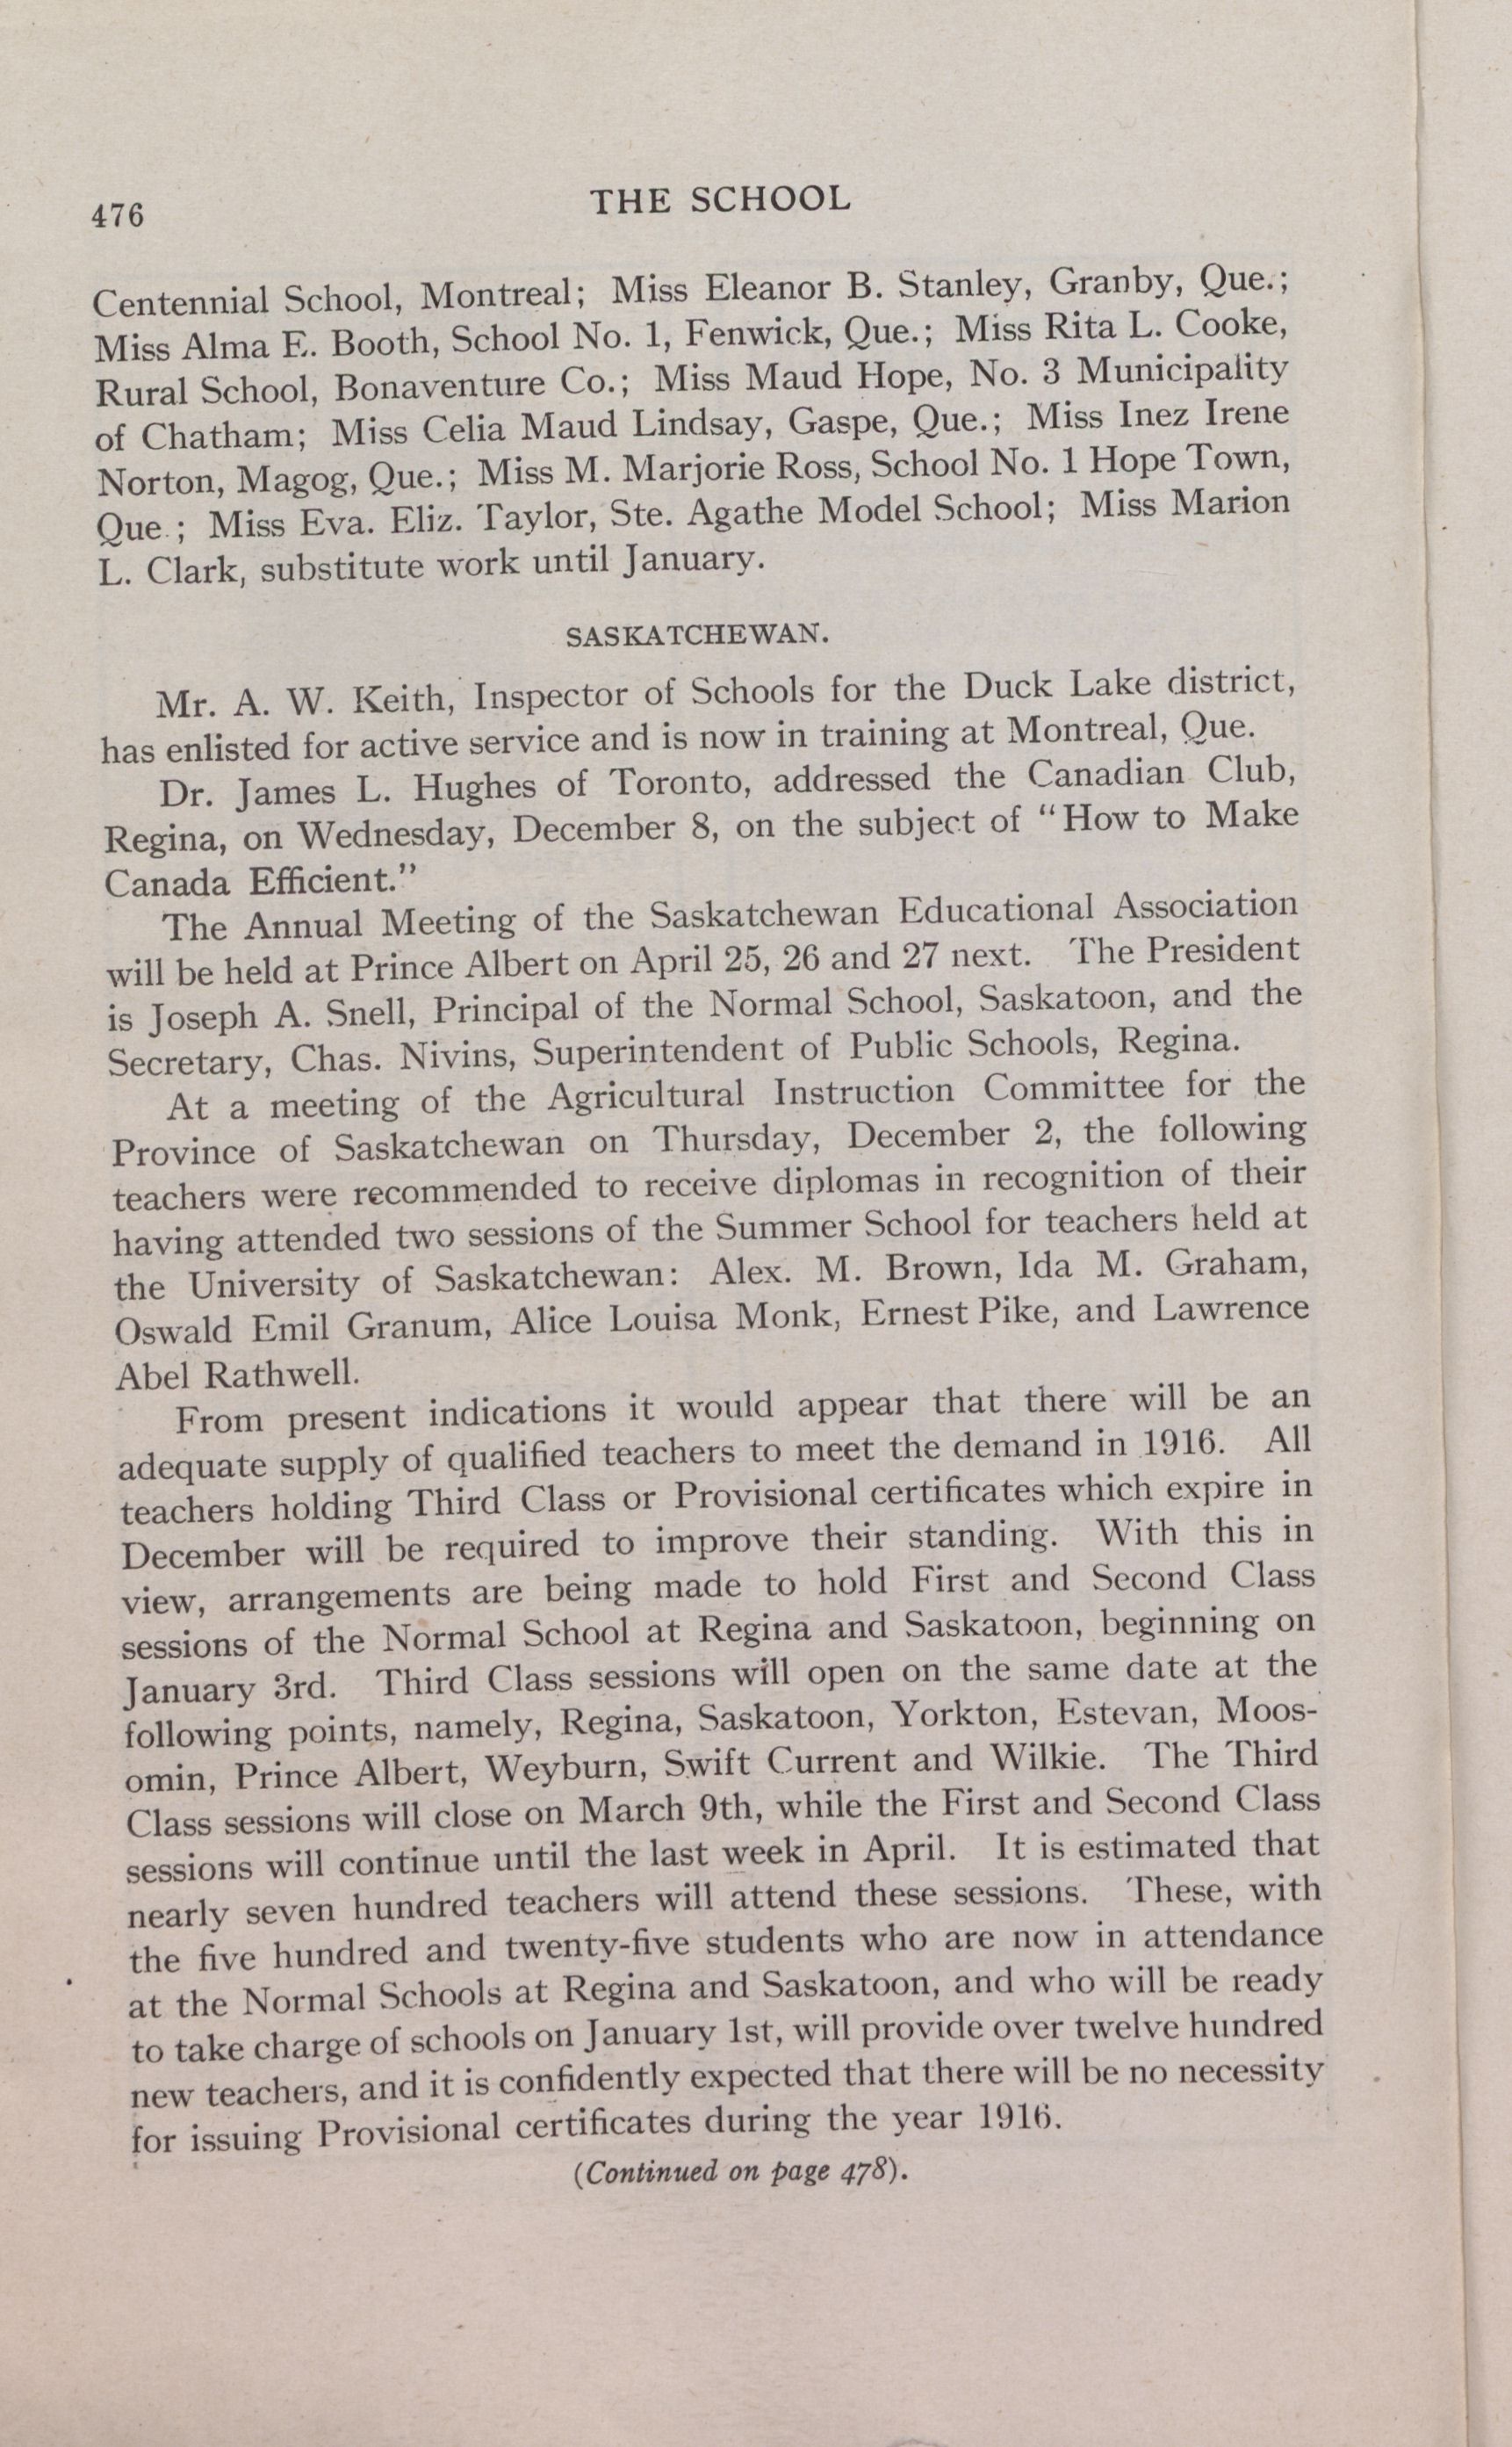 476
THE SCHOOL
Centennial School, Montreal; Miss Eleanor B. Stanley, Granby, Que.;
Miss Alma E. Booth, School No. 1, Fenwick, Que.; Miss Rita L. Cooke,
Rural School, Bonaventure Co.; Miss Maud Hope, No. 3 Municipality
of Chatham; Miss Celia Maud Lindsay, Gaspe, Que.; Miss Inez Irene
Norton, Magog, Que.; Miss M. Marjorie Ross, School No. 1 Hope Town,
Que.; Miss Eva. Eliz. Taylor, Ste. Agathe Model School; Miss Marion
L. Clark, substitute work until January.
SASKATCHEWAN.
Mr. A. W. Keith, Inspector of Schools for the Duck Lake district,
has enlisted for active service and is now in training at Montreal, Que.
Dr. James L. Hughes of Toronto, addressed the Canadian Club,
Regina, on Wednesday, December 8, on the subject of "How to Make
Canada Efficient."
The Annual Meeting of the Saskatchewan Educational Association
will be held at Prince Albert on April 25, 26 and 27 next. The President
is Joseph A. Snell, Principal of the Normal School, Saskatoon, and the
Secretary, Chas. Nivins, Superintendent of Public Schools, Regina.
At a meeting of the Agricultural Instruction Committee for the
Province of Saskatchewan on Thursday, December 2, the following
teachers were recommended to receive diplomas in recognition of their
having attended two sessions of the Summer School for teachers held at
the University of Saskatchewan: Alex. M. Brown, Ida M. Graham,
Oswald Emil Granum, Alice Louisa Monk, Ernest Pike, and Lawrence
Abel Rathwell.
From present indications it would appear that there will be an
adequate supply of qualified teachers to meet the demand in 1916. All
teachers holding Third Class or Provisional certificates which expire in
December will be required to improve their standing. With this in
view, arrangements are being made to hold First and Second Class
sessions of the Normal School at Regina and Saskatoon, beginning on
January 3rd. Third Class sessions will open on the same date at the
following points, namely, Regina, Saskatoon, Yorkton, Estevan, Moos-
omin, Prince Albert, Weyburn, Swift Current and Wilkie. The Third
Class sessions will close on March 9th, while the First and Second Class
sessions will continue until the last week in April. It is estimated that
nearly seven hundred teachers will attend these sessions. These, with
the five hundred and twenty-five students who are now in attendance
at the Normal Schools at Regina and Saskatoon, and who will be ready
to take charge of schools on January 1st, will provide over twelve hundred
new teachers, and it is confidently expected that there will be no necessity
for issuing Provisional certificates during the year 1916.
(Continued on page 478).